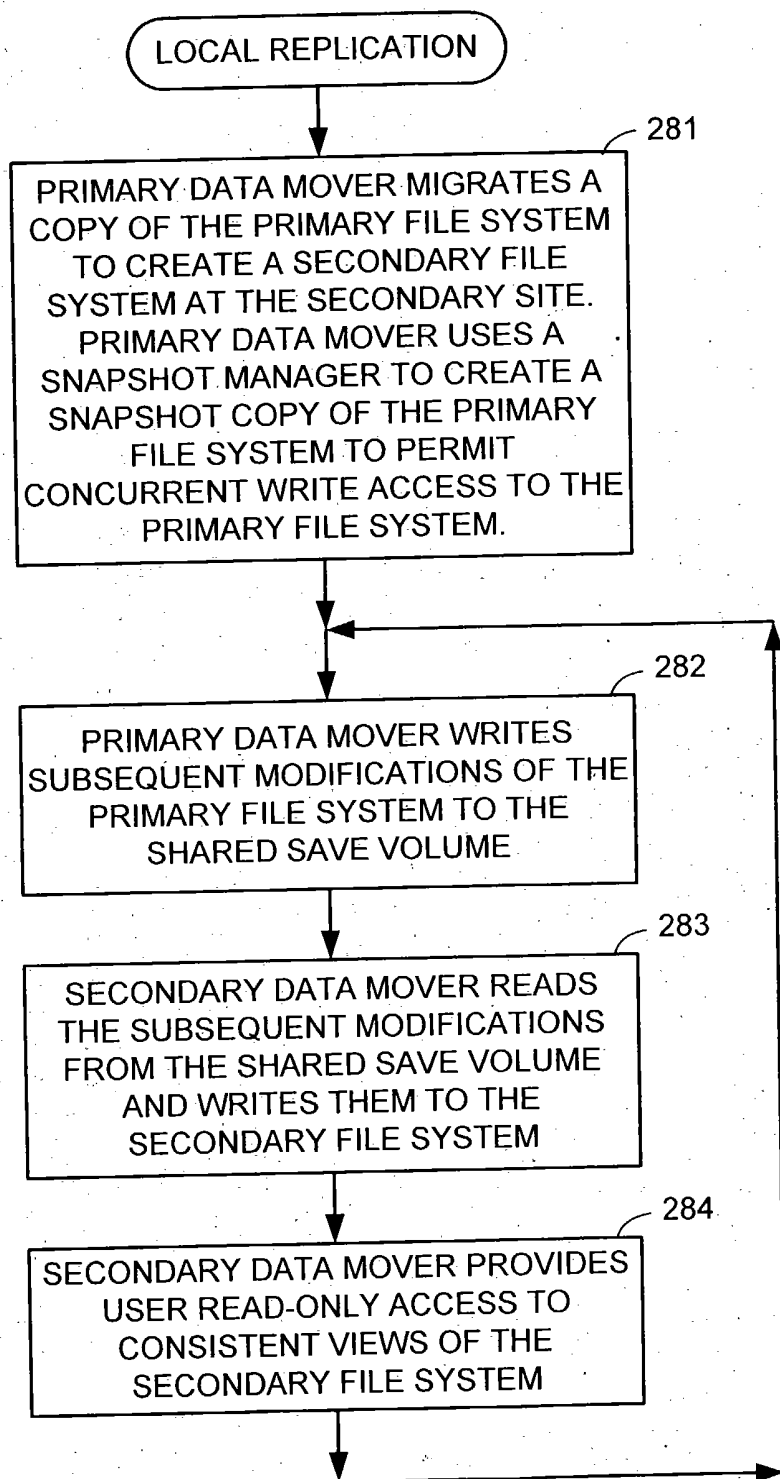 LOCAL REPLICATION
281
PRIMARY DATA MOVER MIGRATES A
COPY OF THE PRIMARY FILE SYSTEM
TO CREATE A SECONDARY FILE
SYSTEM AT THE SECONDARY SITE.
PRIMARY DATA MOVER USES A
SNAPSHOT MANAGER TO CREATE A
SNAPSHOT COPY OF THE PRIMARY
FILE SYSTEM TO PERMIT
CONCURRENT WRITE ACCESS TO THE
PRIMARY FILE SYSTEM.
282
PRIMARY DATA MOVER WRITES
SUBSEQUENT MODIFICATIONS OF THE
PRIMARY FILE SYSTEM TO THE
SHARED SAVE VOLUME
283
SECONDARY DATA MOVER READS
THE SUBSEQUENT MODIFICATIONS
FROM THE SHARED SAVE VOLUME
AND WRITES THEM TO THE
SECONDARY FILE SYSTEM
284
SECONDARY DATA MOVER PROVIDES
USER READ-ONLY ACCESS TO
CONSISTENT VIEWS OF THE
SECONDARY FILE SYSTEM